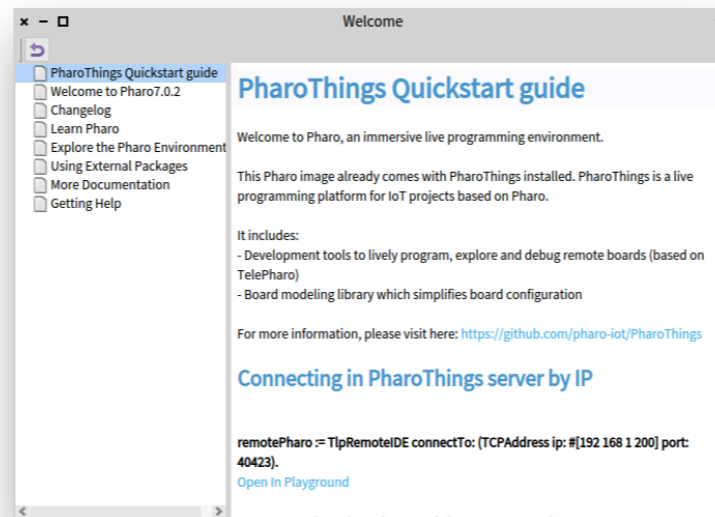 Welcome
PharoThings Quickstart guide
Welcome to Pharo7.0.2
Changelog
Learn Pharo
Explore the Pharo Environment
Using External Packages
More Documentation
Getting Help
PharoThings Quickstart guide
Welcome to Pharo, an immersive live programming environment.
This Pharo image already comes with PharoThings installed. PharoThings is a live
programming platform for IoT projects based on Pharo.
It includes:
- Development tools to lively program, explore and debug remote boards (based on
TelePharo)
- Board modeling library which simplifies board configuration
For more information, please visit here: https://github.com/pharo-iot/PharoThings
Connecting in PharoThings server by IP
remotePharo := TlpRemoteIDE connectTo: (TCPAddress ip: #[192 168 1 200] port:
40423).
Open In Playground